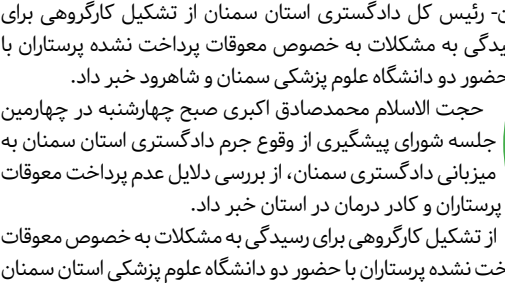 رئیس کل دادگستری استان سمنان از تشکیل کارگروهی برای
به مشکلات به خصوص معوقات پرداخت نشده پرستاران با
حضور دو دانشگاه علوم پزشکی سمنان و شاهرود خبر داد.
حجت الاسلام محمدصادق اکبری صبح چهارشنبه در چهارمین
جلسه شورای پیشگیری از وقوع جرم دادگستری استان سمنان به
میزبانی دادگستری سمنان، از بررسی دلایل عدم پرداخت معوقات
پرستاران و کادر درمان در استان خبر داد.
از تشکیل کارگروهی برای رسیدگی به مشکلات به خصوص معوقات
نشده پرستاران با حضور دو دانشگاه علوم پزشکی استان سمنان